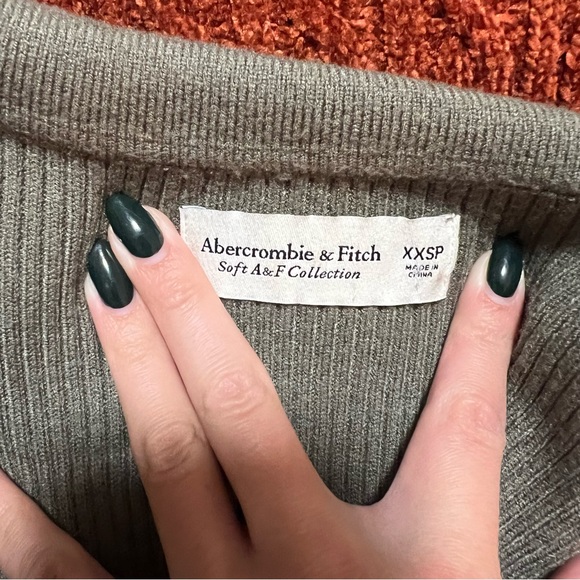 Abercrombie & Fitch
Soft A&F Collection
XXSP
MADE IN
CHINA